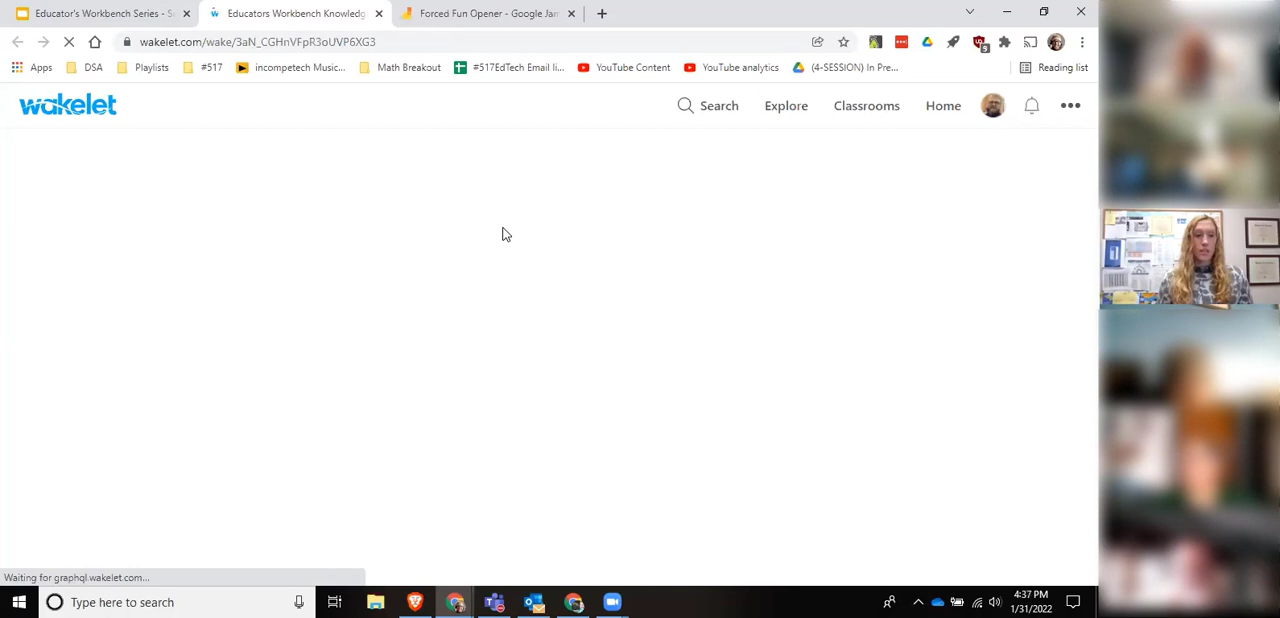 Educator's Workbench Series - S
Educators Workbench Knowledg
Forced Fun Opener - Google Jam
wakelet.com/wake/3aN_CGHnVFpR3oUVP6XG3
9
Apps
DSA
Playlists
#517
incompetech Music...
Math Breakout
#517EdTech Email li...
YouTube Content
YouTube analytics
(4-SESSION) In Pre...
Reading list
wakelet
Search
Explore
Classrooms
Home
Waiting for graphql.wakelet.com...
Type here to search
4:37 PM
1/31/2022